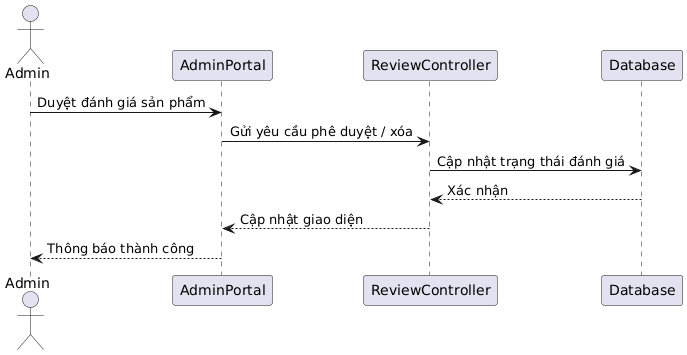 Admin
AdminPortal
ReviewController
Database
Duyệt đánh giá sản phẩm
Gửi yêu cầu phê duyệt / xóa
Cập nhật trạng thái đánh giá
Xác nhận
Cập nhật giao diện
Thông báo thành công
Admin
AdminPortal
ReviewController
Database